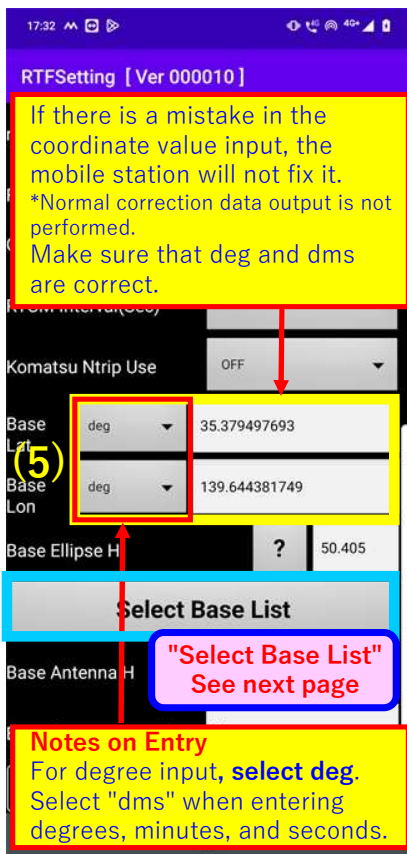 17:32
4G+
RTFSetting [ Ver 000010 ]
If there is a mistake in the
coordinate value input, the
mobile station will not fix it.
*Normal correction data output is not
performed.
Make sure that deg and dms
are correct.
Komatsu Ntrip Use OFF
Base Lat deg 35.379497693
(5)
Base Lon deg 139.644381749
Base Ellipse H ? 50.405
Select Base List
"Select Base List"
See next page
Base Antenna H
Notes on Entry
For degree input, select deg.
Select "dms" when entering
degrees, minutes, and seconds.